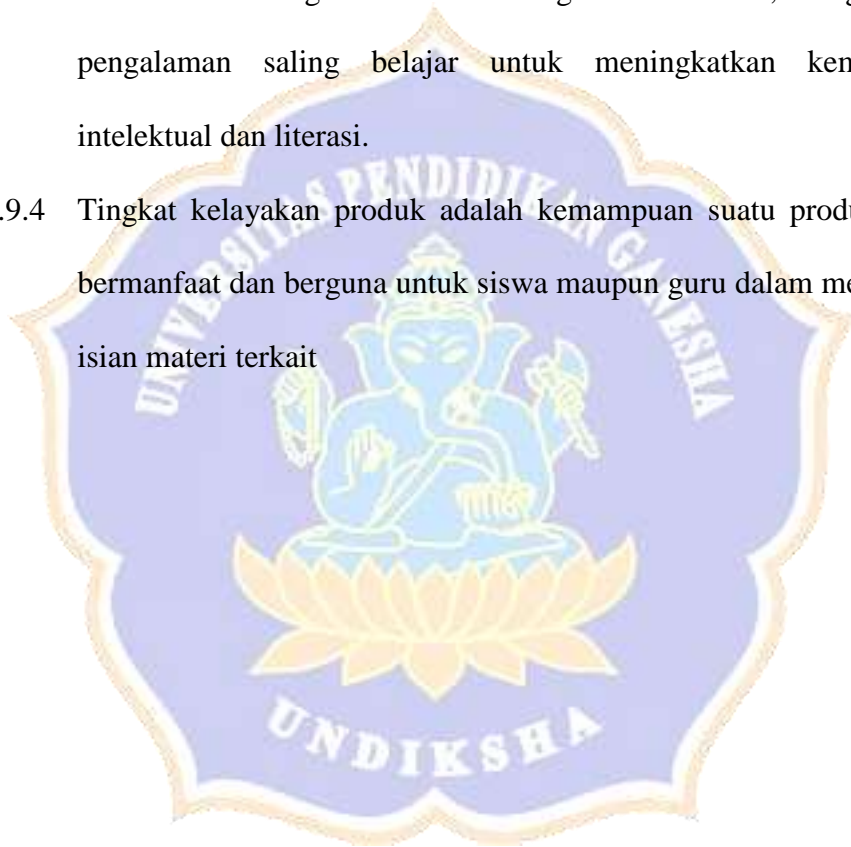 pengalaman saling belajar untuk meningkatkan kem
intelektual dan literasi.
.9.4 Tingkat kelayakan produk adalah kemampuan suatu produ
bermanfaat dan berguna untuk siswa maupun guru dalam me
isian materi terkait
UNIVERSITAS PENDIDIKAN GANESHA
UNDIKSHA